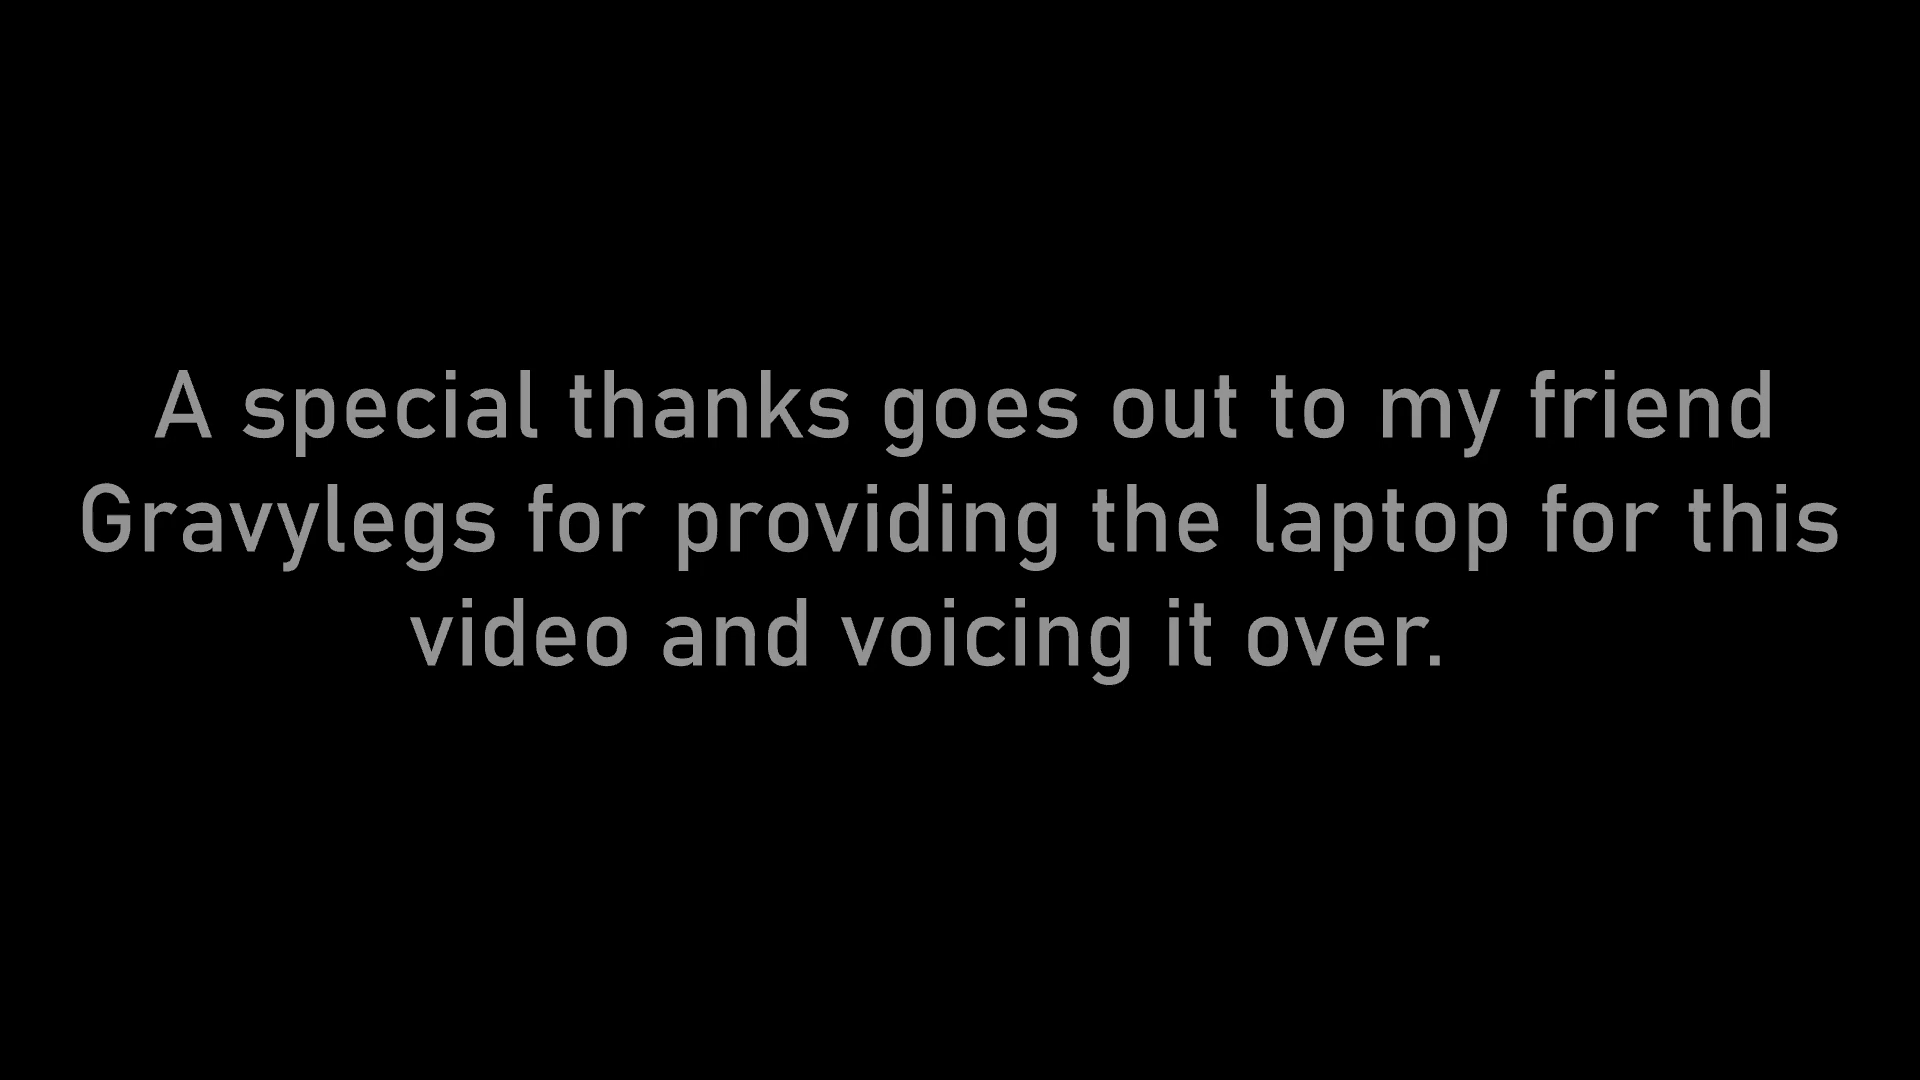 A special thanks goes out to my friend
Gravylegs for providing the laptop for this
video and voicing it over.